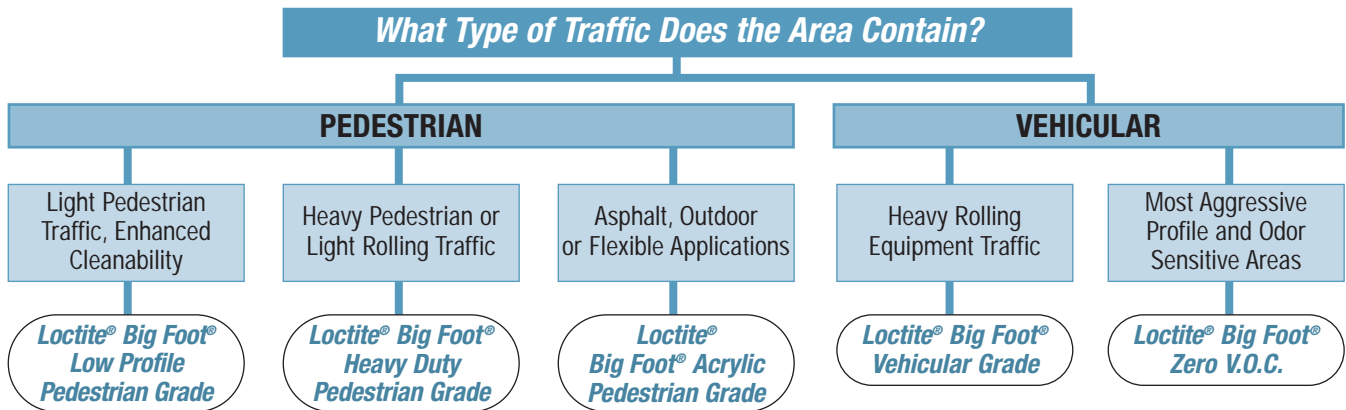 What Type of Traffic Does the Area Contain?
PEDESTRIAN
VEHICULAR
Light Pedestrian
Traffic, Enhanced
Cleanability
Heavy Pedestrian or
Light Rolling Traffic
Asphalt, Outdoor
or Flexible Applications
Heavy Rolling
Equipment Traffic
Most Aggressive
Profile and Odor
Sensitive Areas
Loctite® Big Foot®
Low Profile
Pedestrian Grade
Loctite® Big Foot®
Heavy Duty
Pedestrian Grade
Loctite®
Big Foot® Acrylic
Pedestrian Grade
Loctite® Big Foot®
Vehicular Grade
Loctite® Big Foot®
Zero V.O.C.